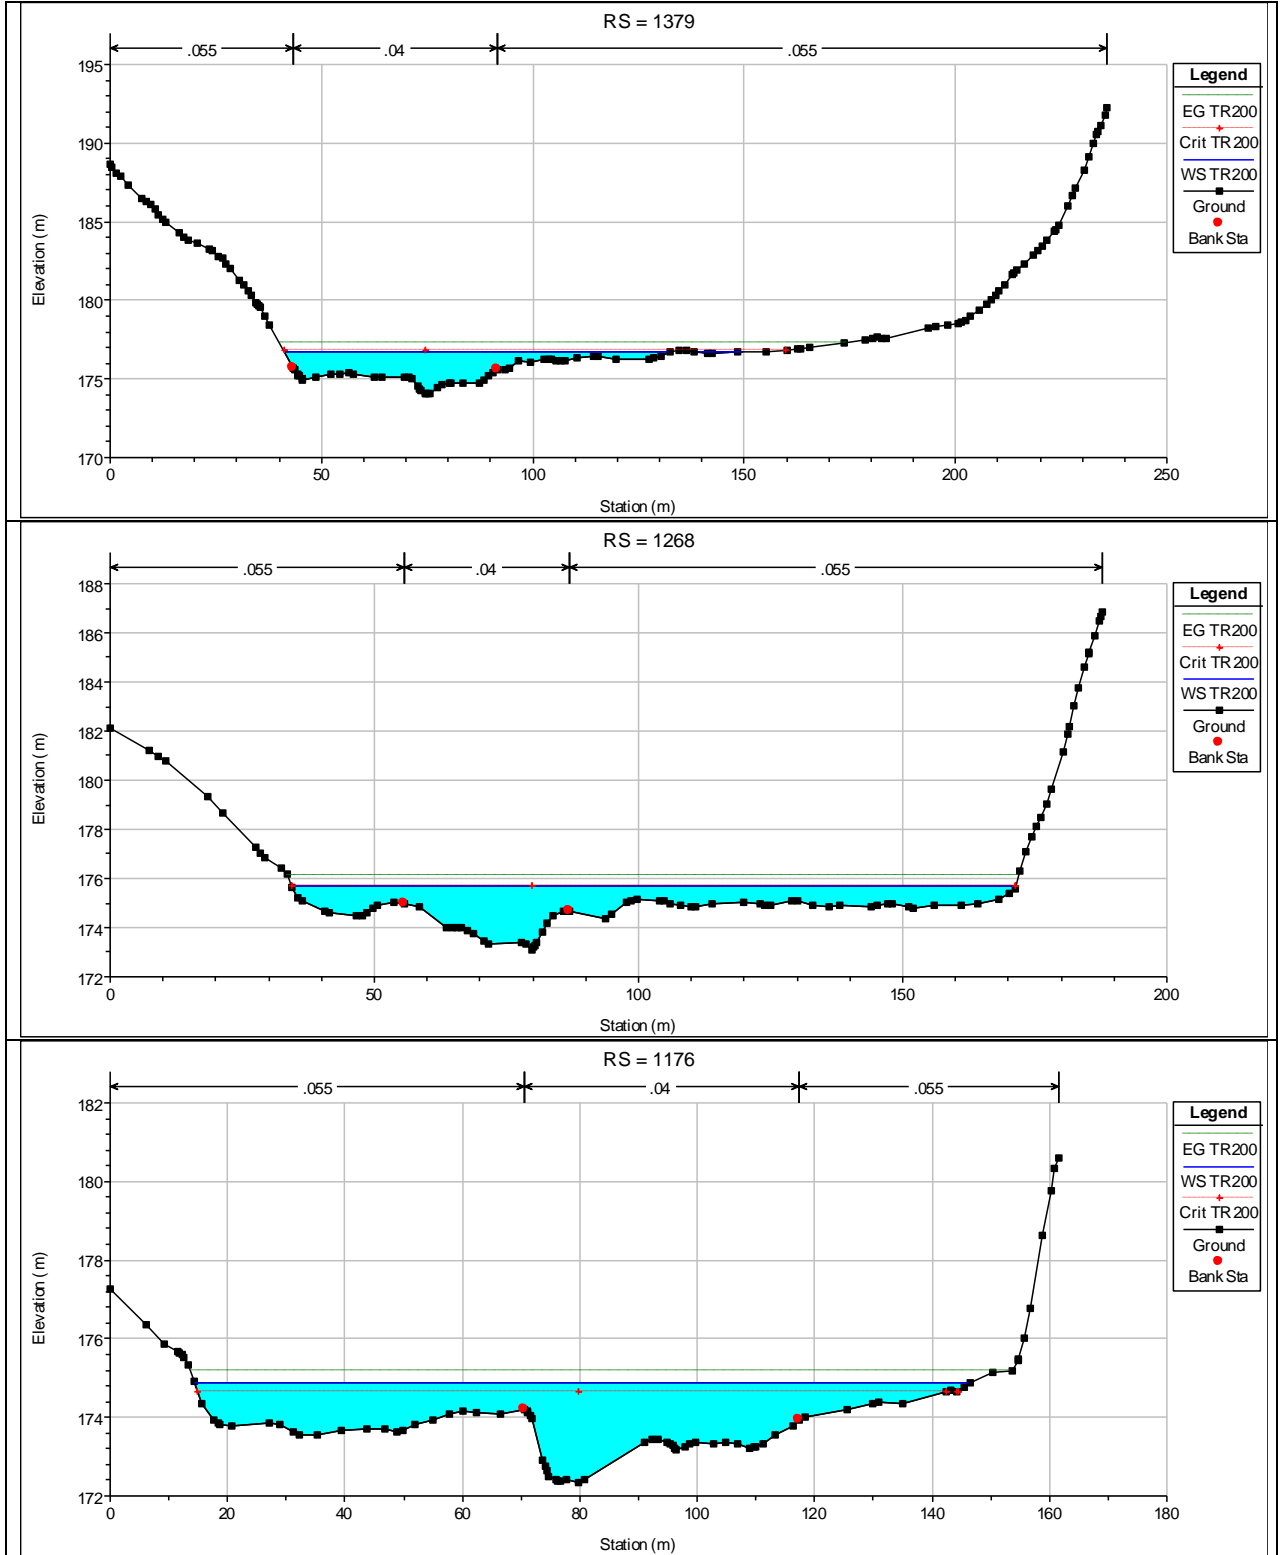 RS = 1379
.055
.04
.055
195
190
185
180
175
170
0
50
100
150
200
250
Elevation (m)
Station (m)
Legend
EG TR200
Crit TR200
WS TR200
Ground
Bank Sta
RS = 1268
.055
.04
.055
188
186
184
182
180
178
176
174
172
0
50
100
150
200
Elevation (m)
Station (m)
Legend
EG TR200
Crit TR200
WS TR200
Ground
Bank Sta
RS = 1176
.055
.04
.055
182
180
178
176
174
172
0
20
40
60
80
100
120
140
160
180
Elevation (m)
Station (m)
Legend
EG TR200
WS TR200
Crit TR200
Ground
Bank Sta